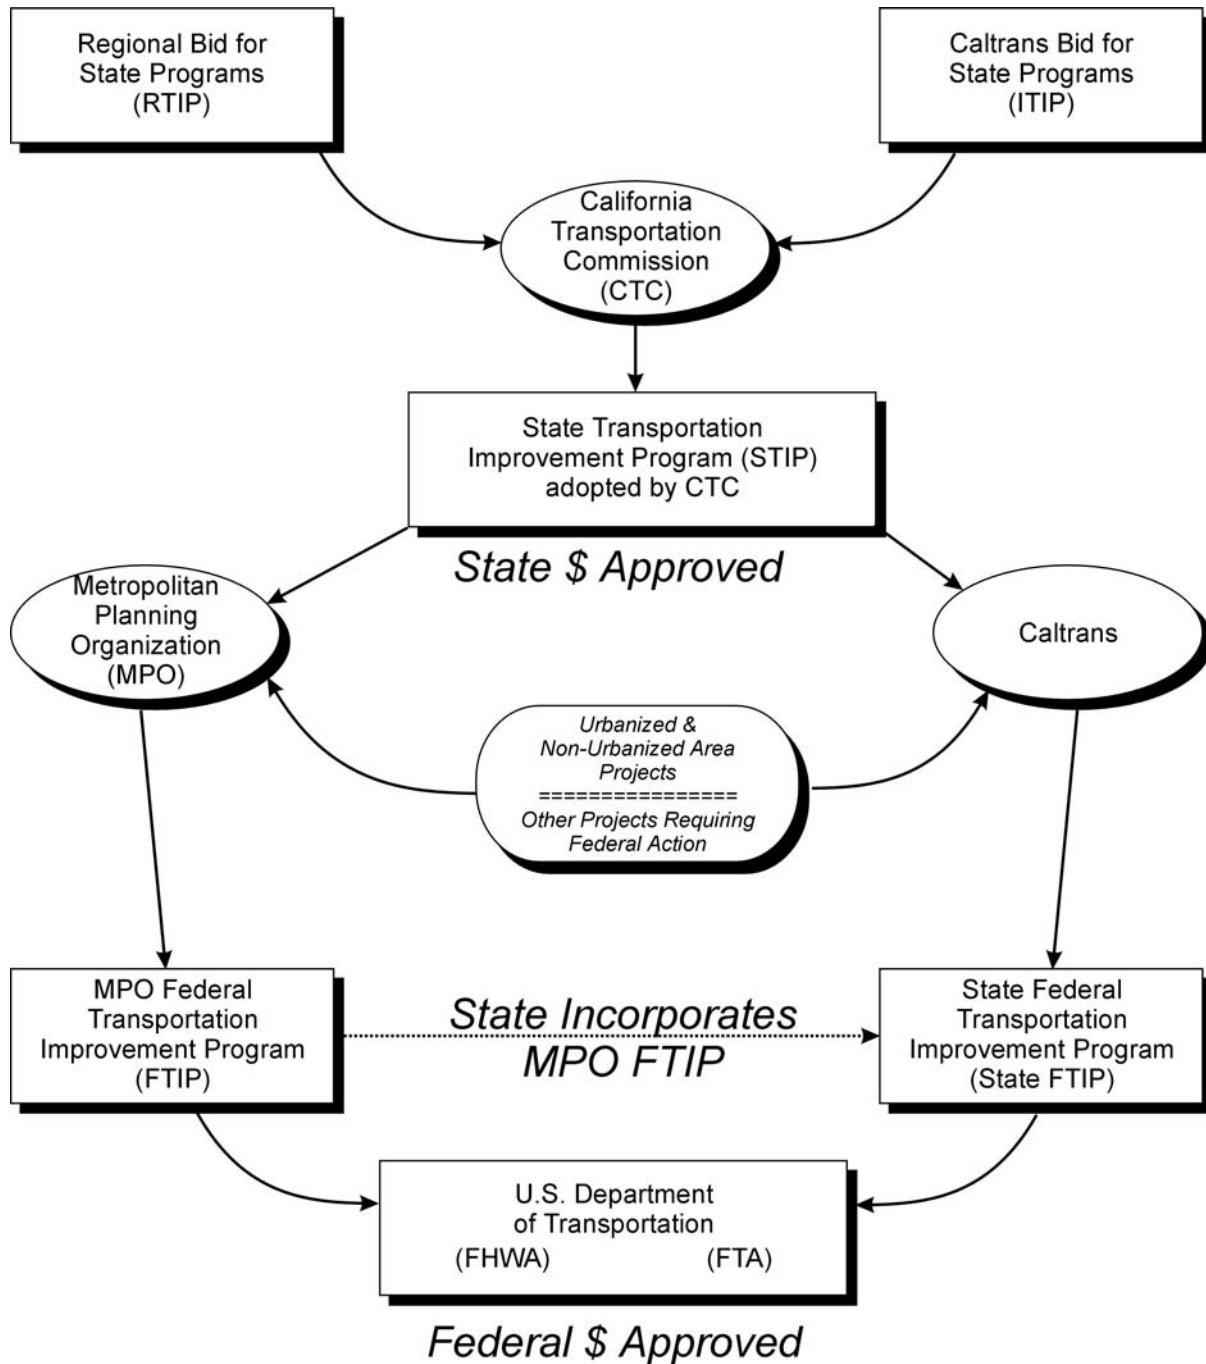 Regional Bid for
State Programs
(RTIP)
Caltrans Bid for
State Programs
(ITIP)
California
Transportation
Commission
(CTC)
State Transportation
Improvement Program (STIP)
adopted by CTC
State $ Approved
Metropolitan
Planning
Organization
(MPO)
Caltrans
Urbanized &
Non-Urbanized Area
Projects
================
Other Projects Requiring
Federal Action
MPO Federal
Transportation
Improvement Program
(FTIP)
State Incorporates
MPO FTIP
State Federal
Transportation
Improvement Program
(State FTIP)
U.S. Department
of Transportation
(FHWA) (FTA)
Federal $ Approved